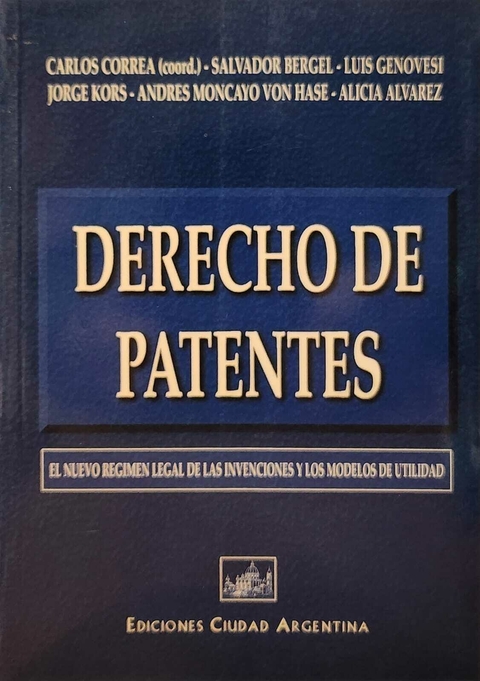 CARLOS CORREA (coord.) - SALVADOR BERGEL - LUIS GENOVESI
JORGE KORS - ANDRES MONCAYO VON HASE - ALICIA ALVAREZ
DERECHO DE
PATENTES
EL NUEVO REGIMEN LEGAL DE LAS INVENCIONES Y LOS MODELOS DE UTILIDAD
EDICIONES CIUDAD ARGENTINA